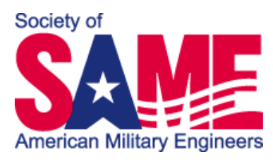 Society of
SAME
American Military Engineers